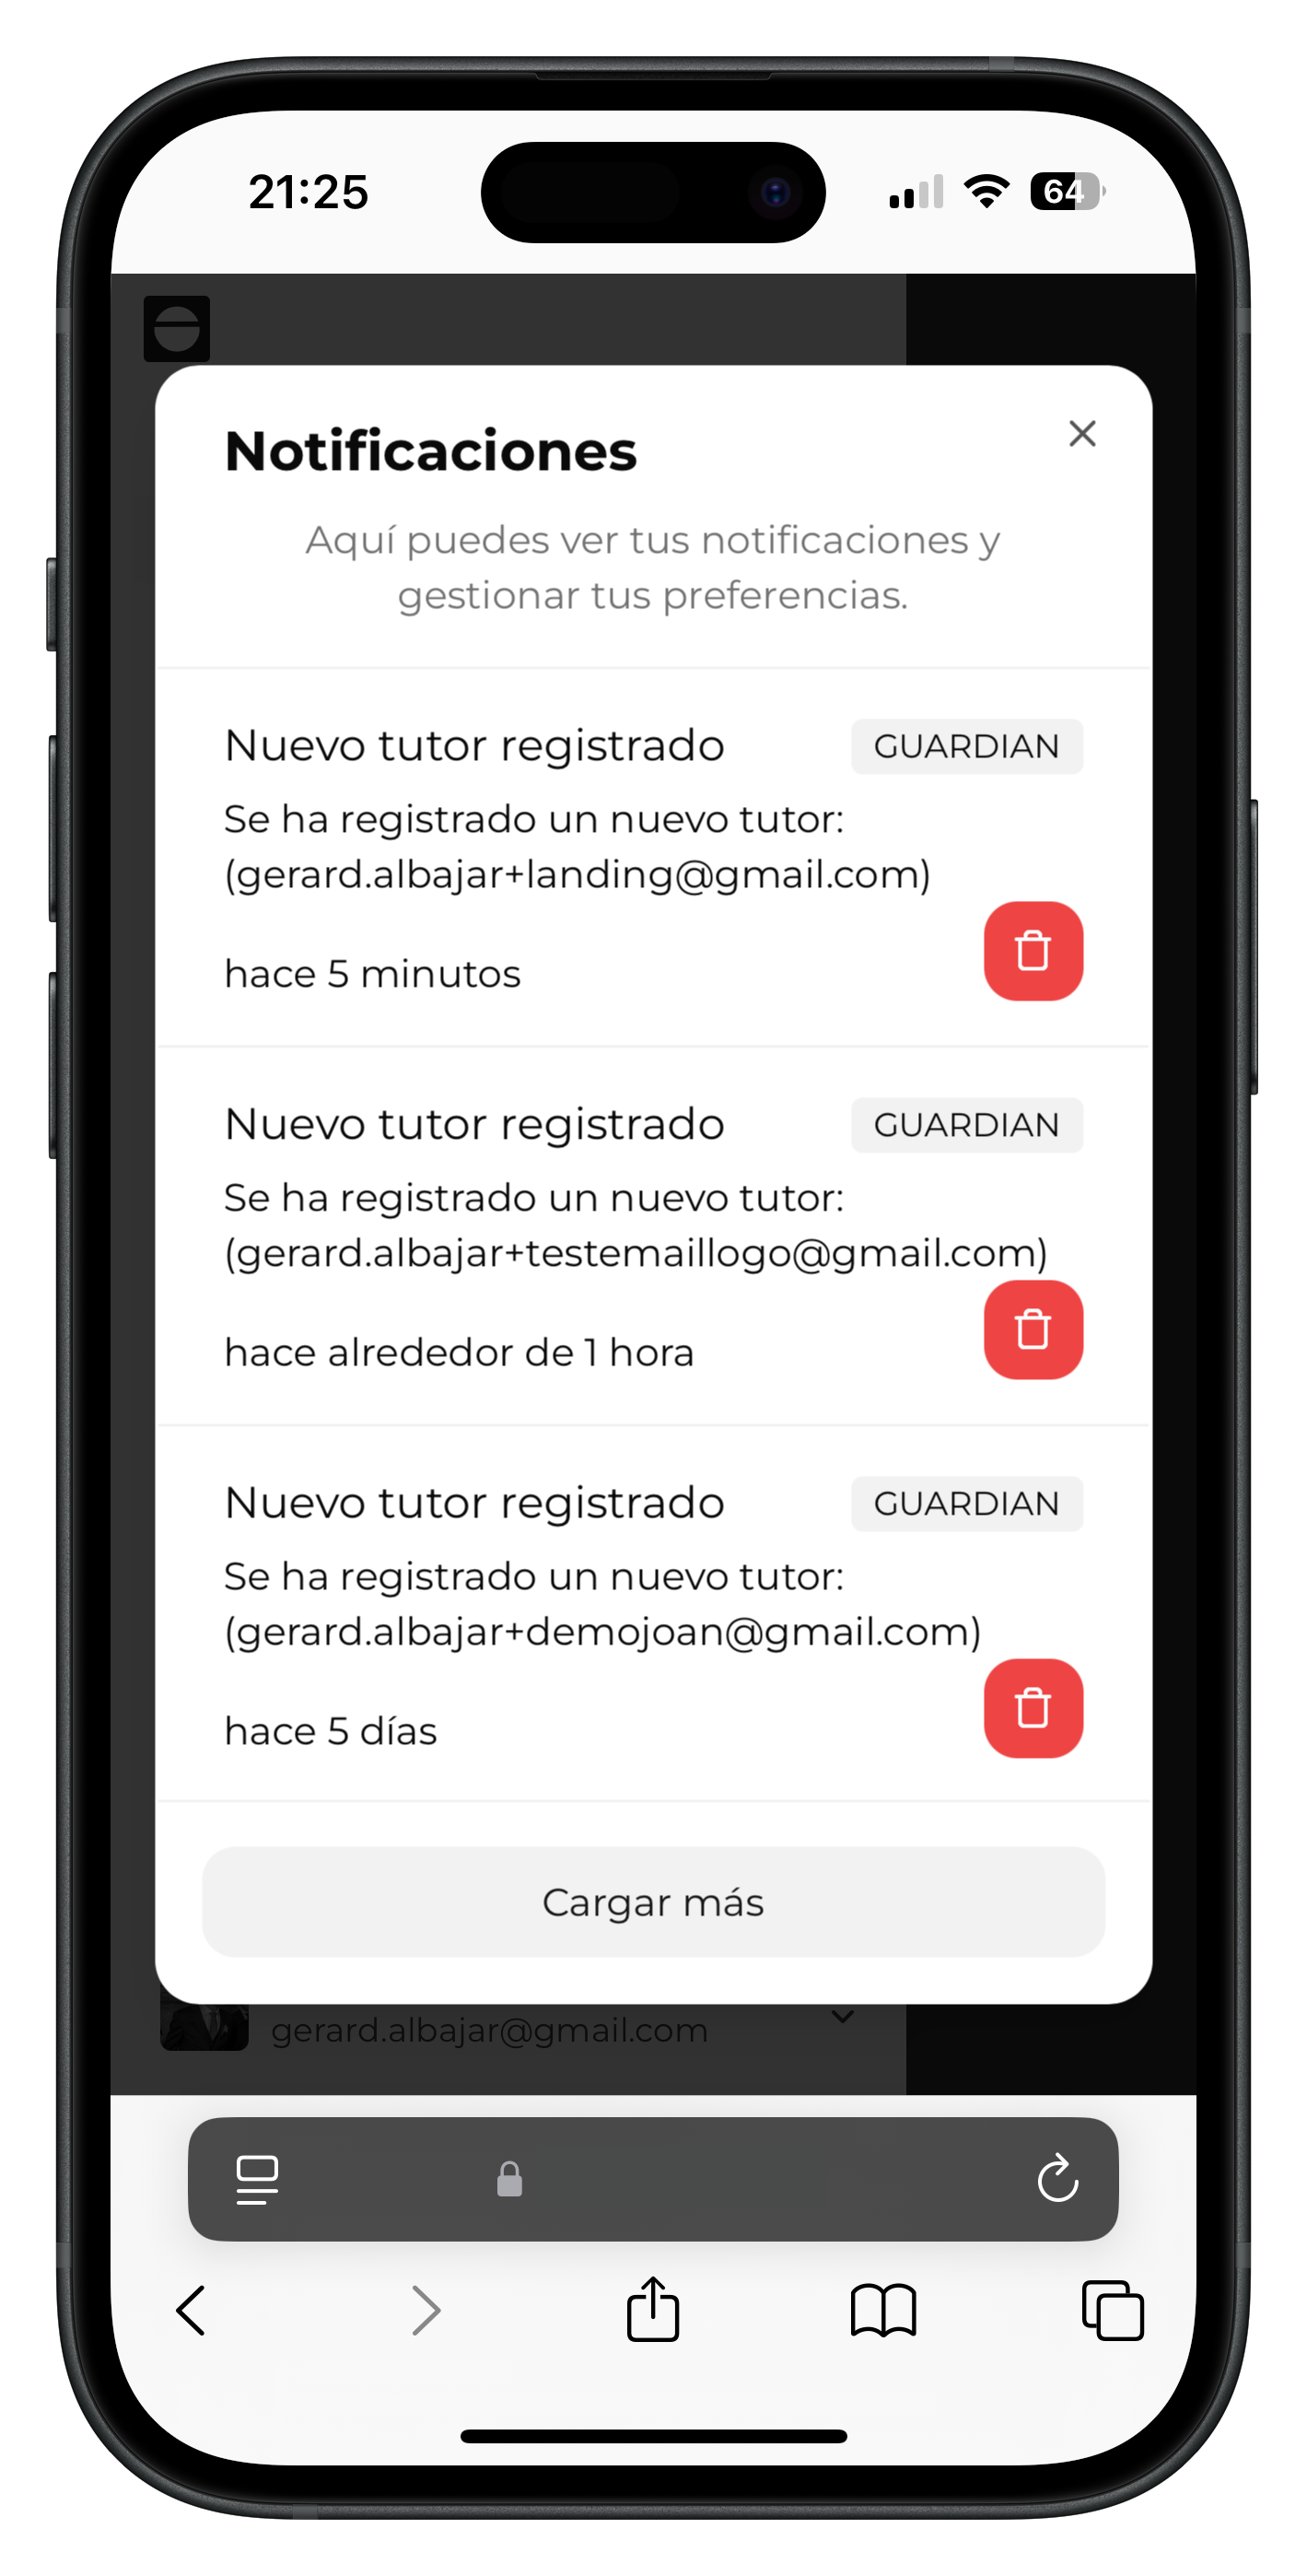 21:25
64
Notificaciones
Aquí puedes ver tus notificaciones y
gestionar tus preferencias.
Nuevo tutor registrado
GUARDIAN
Se ha registrado un nuevo tutor:
(gerard.albajar+landing@gmail.com)
hace 5 minutos
Nuevo tutor registrado
GUARDIAN
Se ha registrado un nuevo tutor:
(gerard.albajar+testemaillogo@gmail.com)
hace alrededor de 1 hora
Nuevo tutor registrado
GUARDIAN
Se ha registrado un nuevo tutor:
(gerard.albajar+demojoan@gmail.com)
hace 5 días
Cargar más
gerard.albajar@gmail.com